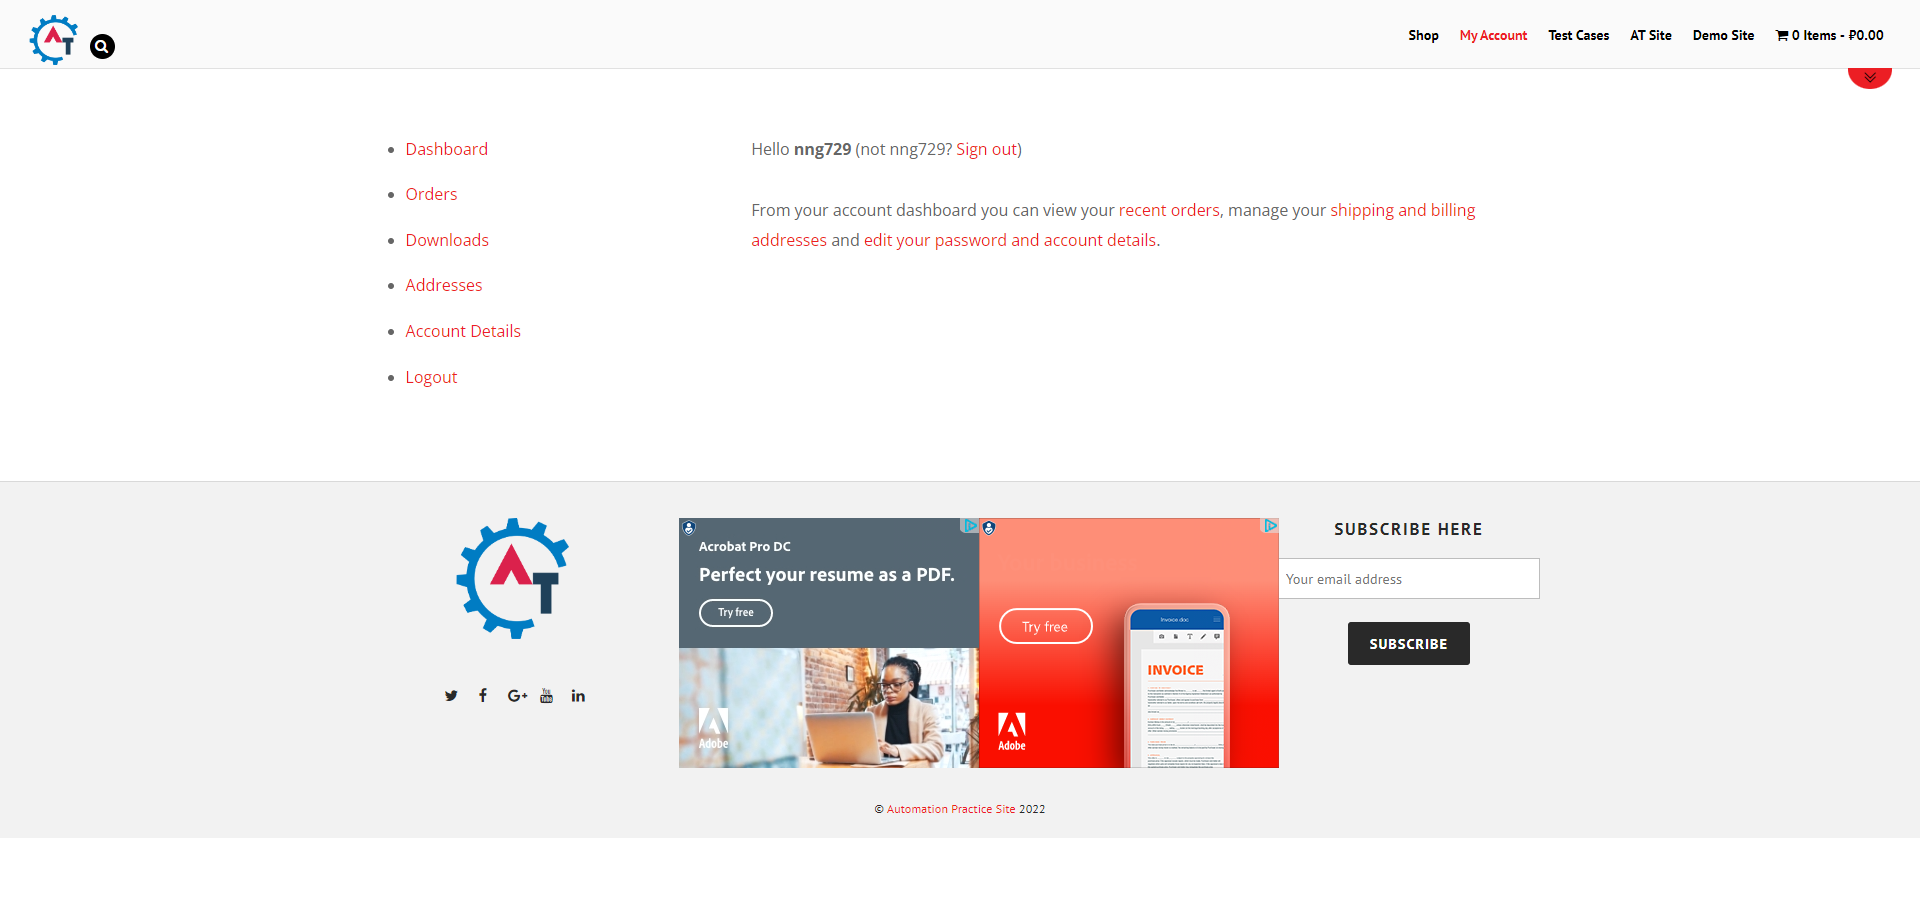 AT
Shop
My Account
Test Cases
AT Site
Demo Site
0 Items - ₽0.00
Dashboard
Orders
Downloads
Addresses
Account Details
Logout
Hello nng729 (not nng729? Sign out)
From your account dashboard you can view your recent orders, manage your shipping and billing
addresses and edit your password and account details.
AT
G+
You
in
Acrobat Pro DC
Perfect your resume as a PDF.
Try free
Adobe
Try free
Invoice.doc
INVOICE
Adobe
SUBSCRIBE HERE
Your email address
SUBSCRIBE
© Automation Practice Site 2022